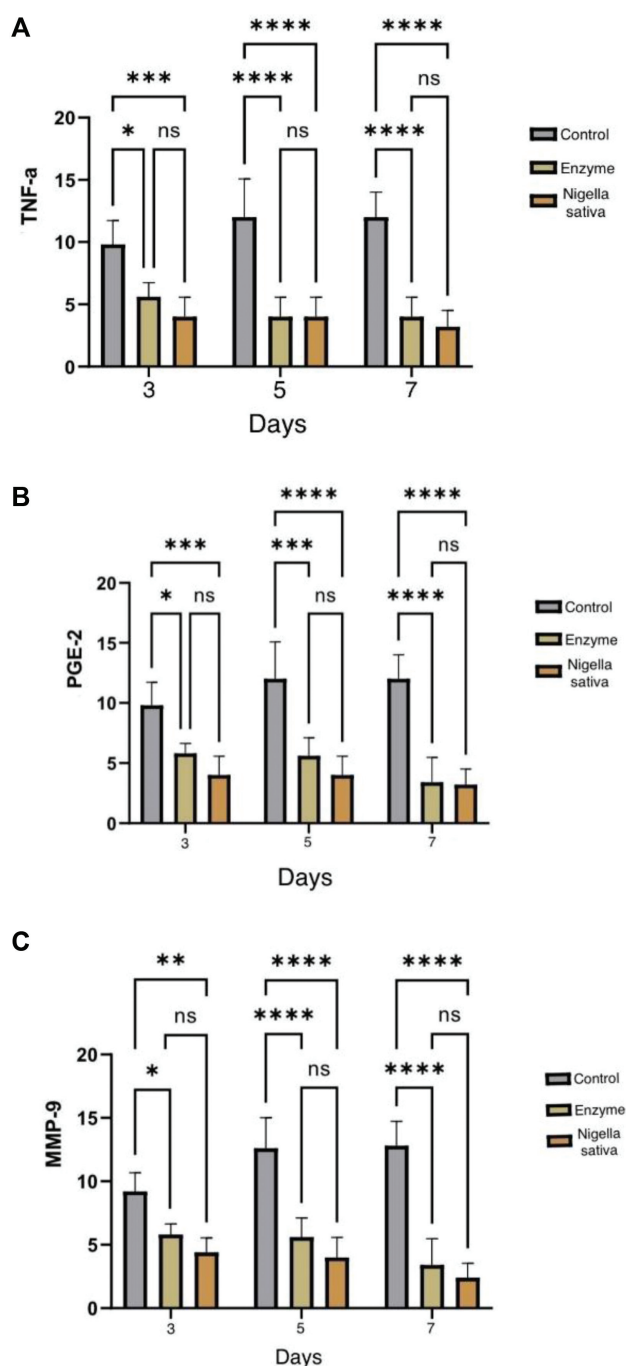 A
**** ****
*** **** ns
* ns ns ****
20
15
10
5
0
TNF-a
3 5 7
Days
Control
Enzyme
Nigella
sativa
B
**** ****
*** *** ns
* ns ns ****
20
15
10
5
0
PGE-2
3 5 7
Days
Control
Enzyme
Nigella
sativa
C
** **** ****
ns **** ns
* ns ****
20
15
10
5
0
MMP-9
3 5 7
Days
Control
Enzyme
Nigella
sativa